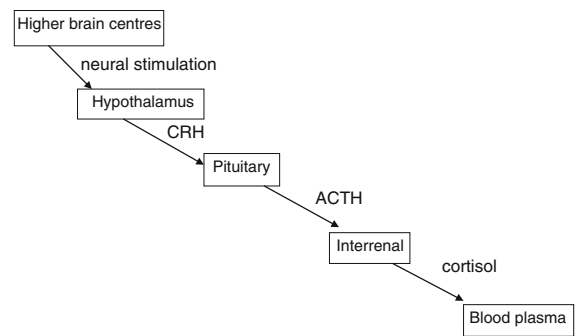 Higher brain centres
neural stimulation
Hypothalamus
CRH
Pituitary
ACTH
Interrenal
cortisol
Blood plasma